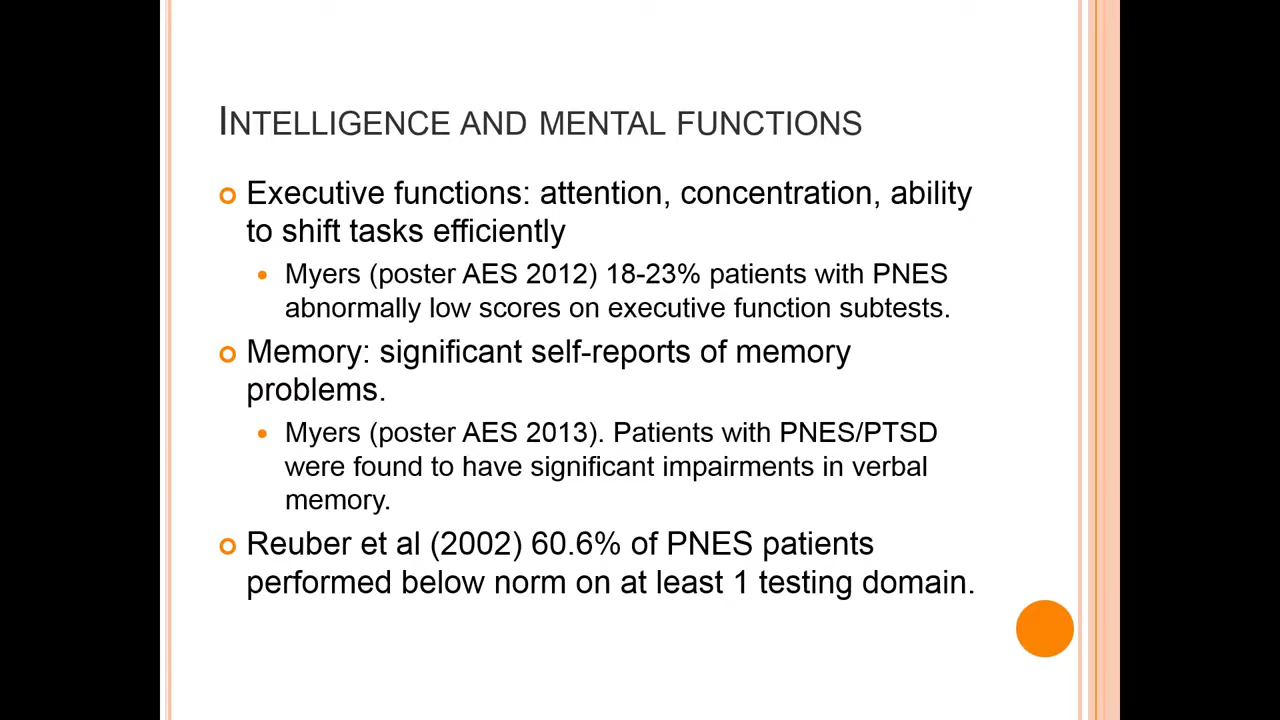 INTELLIGENCE AND MENTAL FUNCTIONS
Executive functions: attention, concentration, ability
to shift tasks efficiently
Myers (poster AES 2012) 18-23% patients with PNES
abnormally low scores on executive function subtests.
Memory: significant self-reports of memory
problems.
Myers (poster AES 2013). Patients with PNES/PTSD
were found to have significant impairments in verbal
memory.
Reuber et al (2002) 60.6% of PNES patients
performed below norm on at least 1 testing domain.